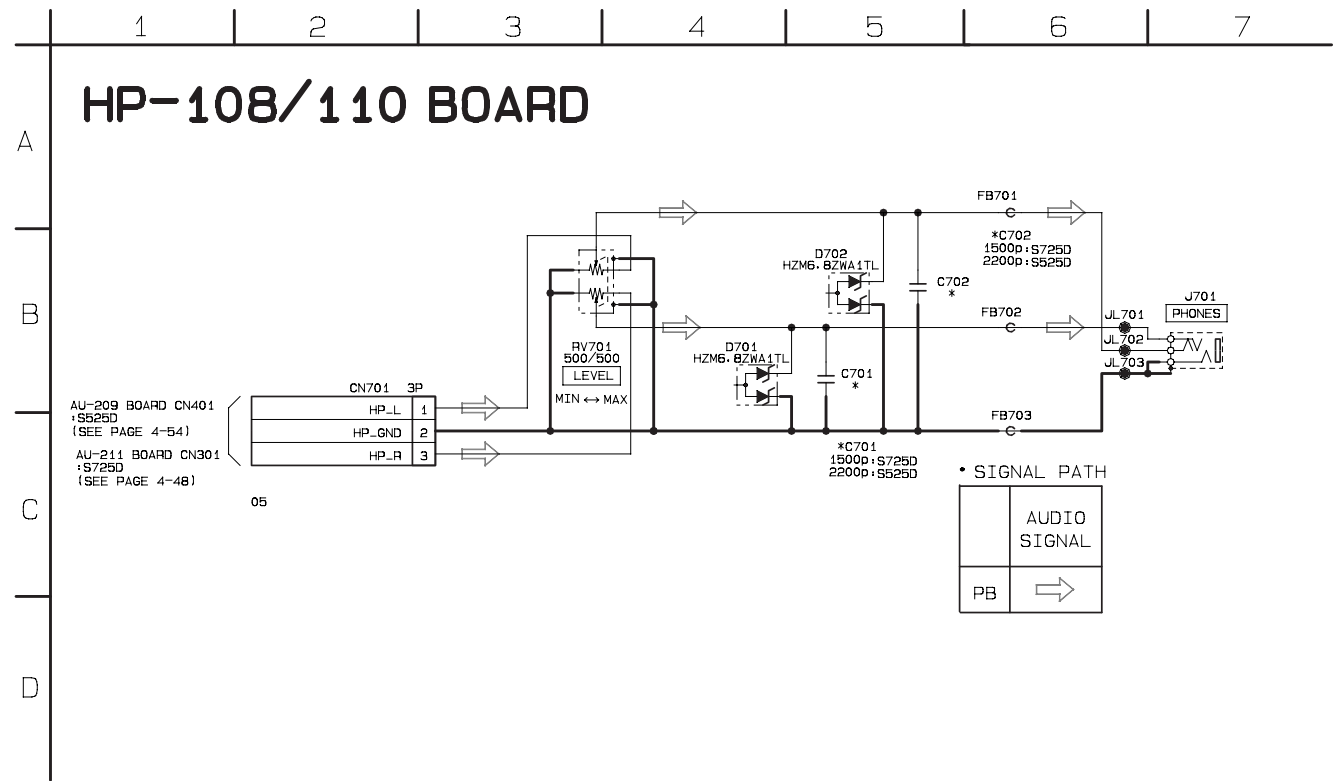 1 2 3 4 5 6 7
HP-108/110 BOARD
A
B
C
D
FB701
*C702
1500p:S725D
2200p:S525D
D702
HZM6.8ZWA1TL
C702
*
FB702
J701
PHONES
JL701
JL702
JL703
RV701
500/500
LEVEL
MIN ↔ MAX
D701
HZM6.8ZWA1TL
C701
*
CN701 3P
AU-209 BOARD CN401
:S525D
(SEE PAGE 4-54)
AU-211 BOARD CN301
:S725D
(SEE PAGE 4-48)
HP_L 1
HP_GND 2
HP_R 3
05
FB703
*C701
1500p:S725D
2200p:S525D
• SIGNAL PATH
AUDIO
SIGNAL
PB